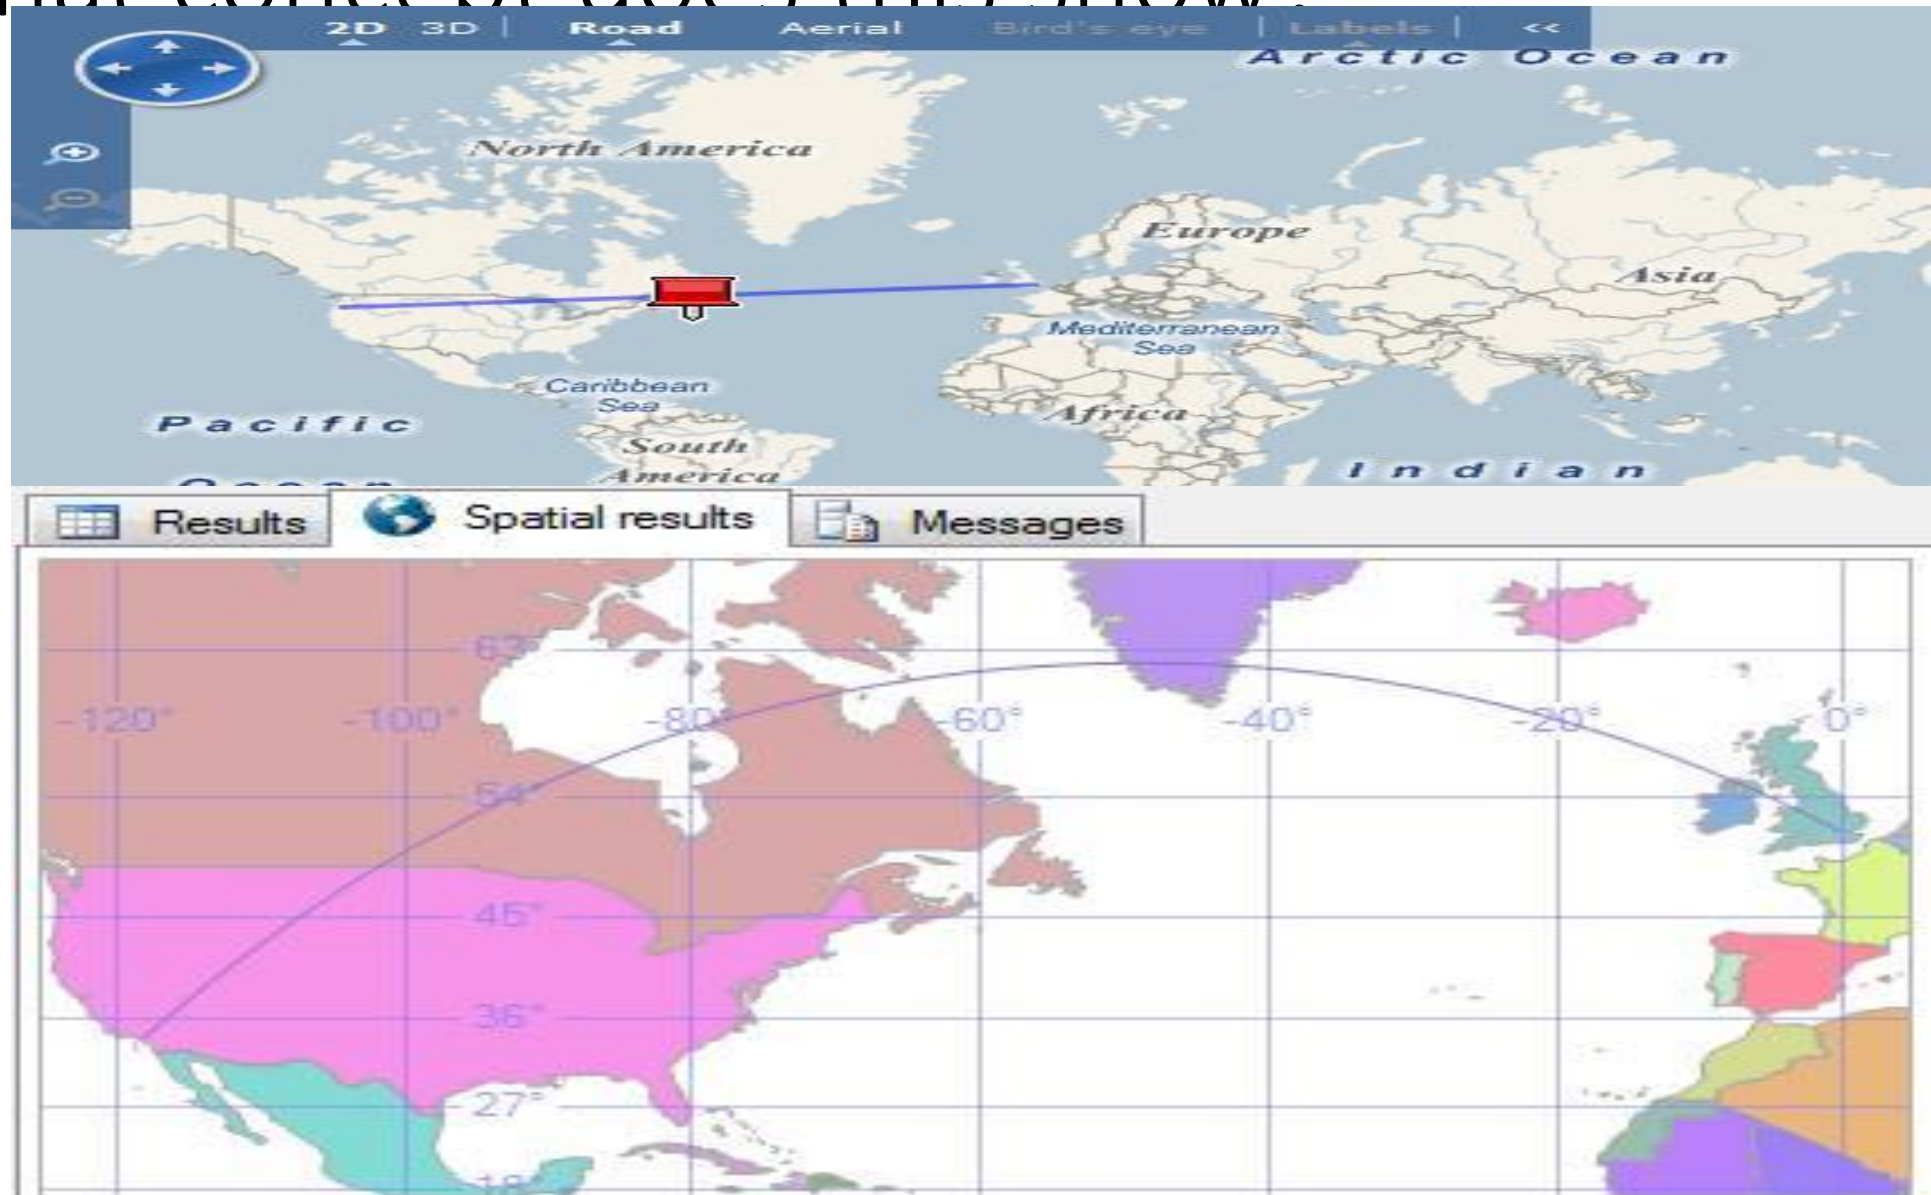 2D 3D | Road Aerial Bird's eye | Labels | <<
Arctic Ocean
North America
Europe
Asia
Mediterranean
Sea
Caribbean
Sea
Africa
Pacific
South
America
Indian
Results Spatial results Messages
63°
-120° -100° -80° -60° -40° -20° 0°
54°
45°
36°
27°
18°